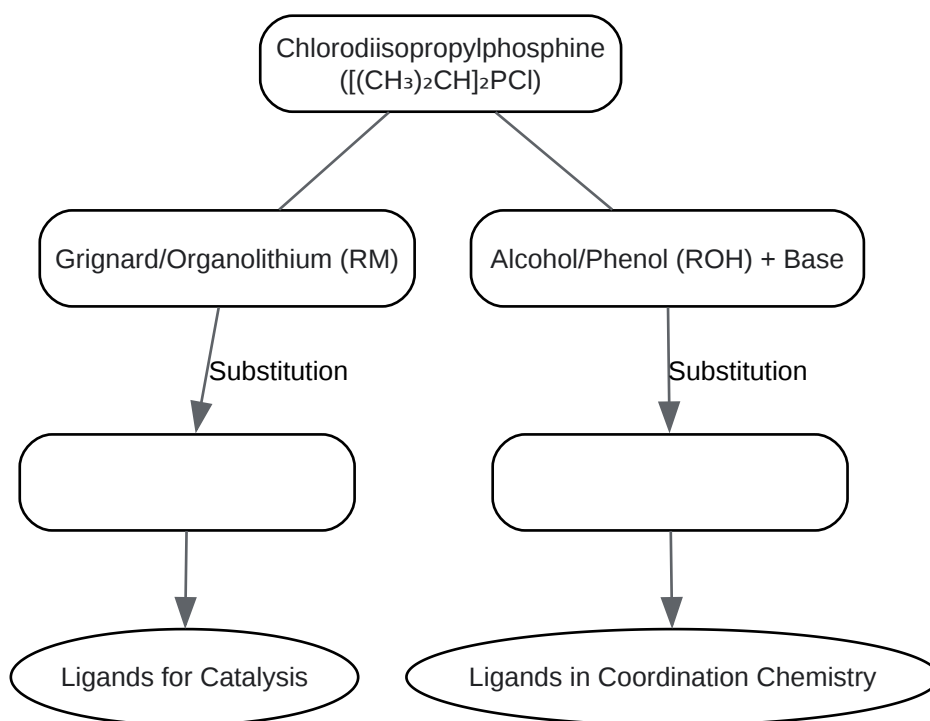 Chlorodiisopropylphosphine
([(CH₃)₂CH]₂PCl)
Grignard/Organolithium (RM)
Alcohol/Phenol (ROH) + Base
Substitution
Substitution
Ligands for Catalysis
Ligands in Coordination Chemistry